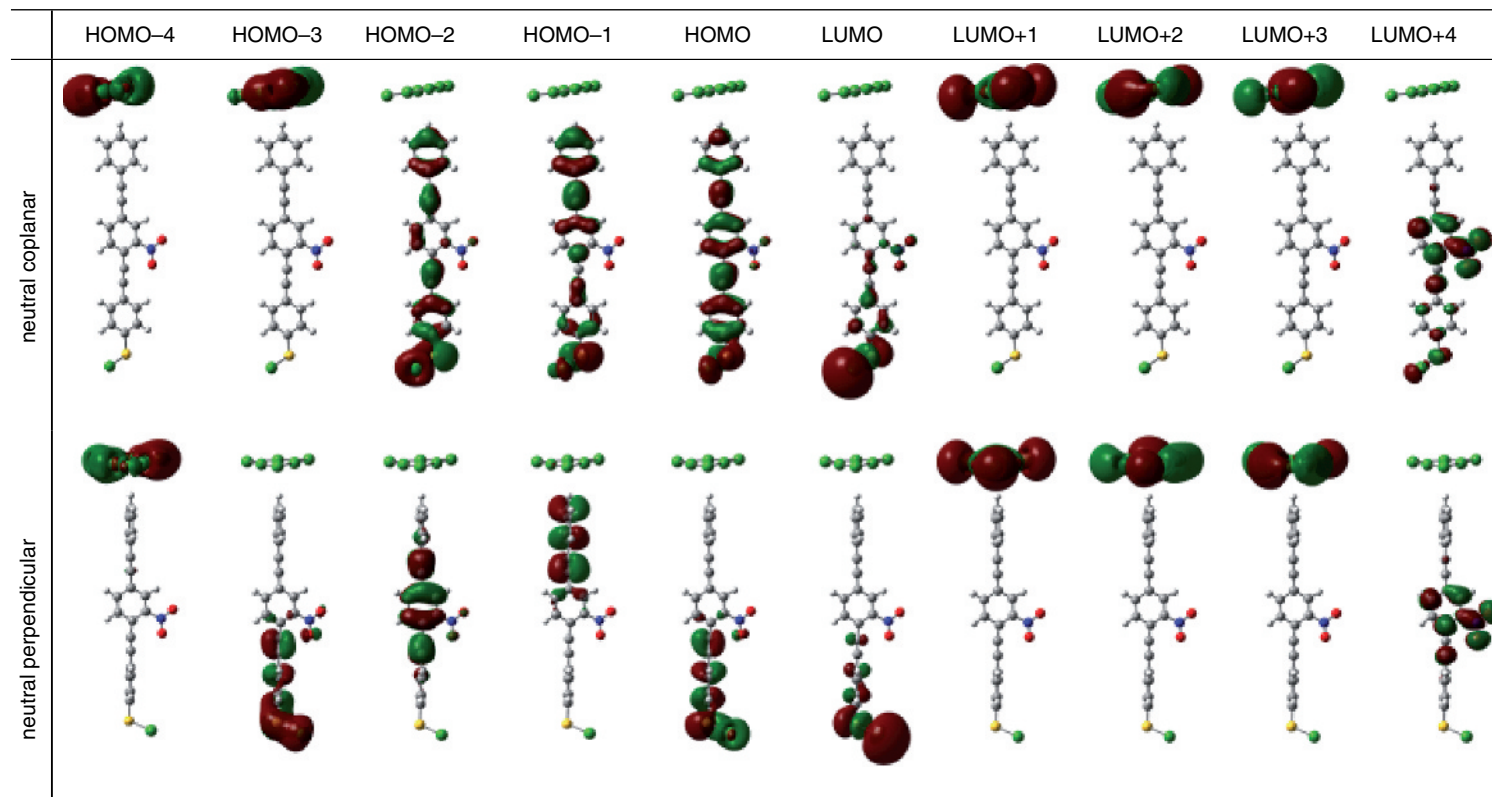 HOMO–4 HOMO–3 HOMO–2 HOMO–1 HOMO LUMO LUMO+1 LUMO+2 LUMO+3 LUMO+4
neutral coplanar
neutral perpendicular